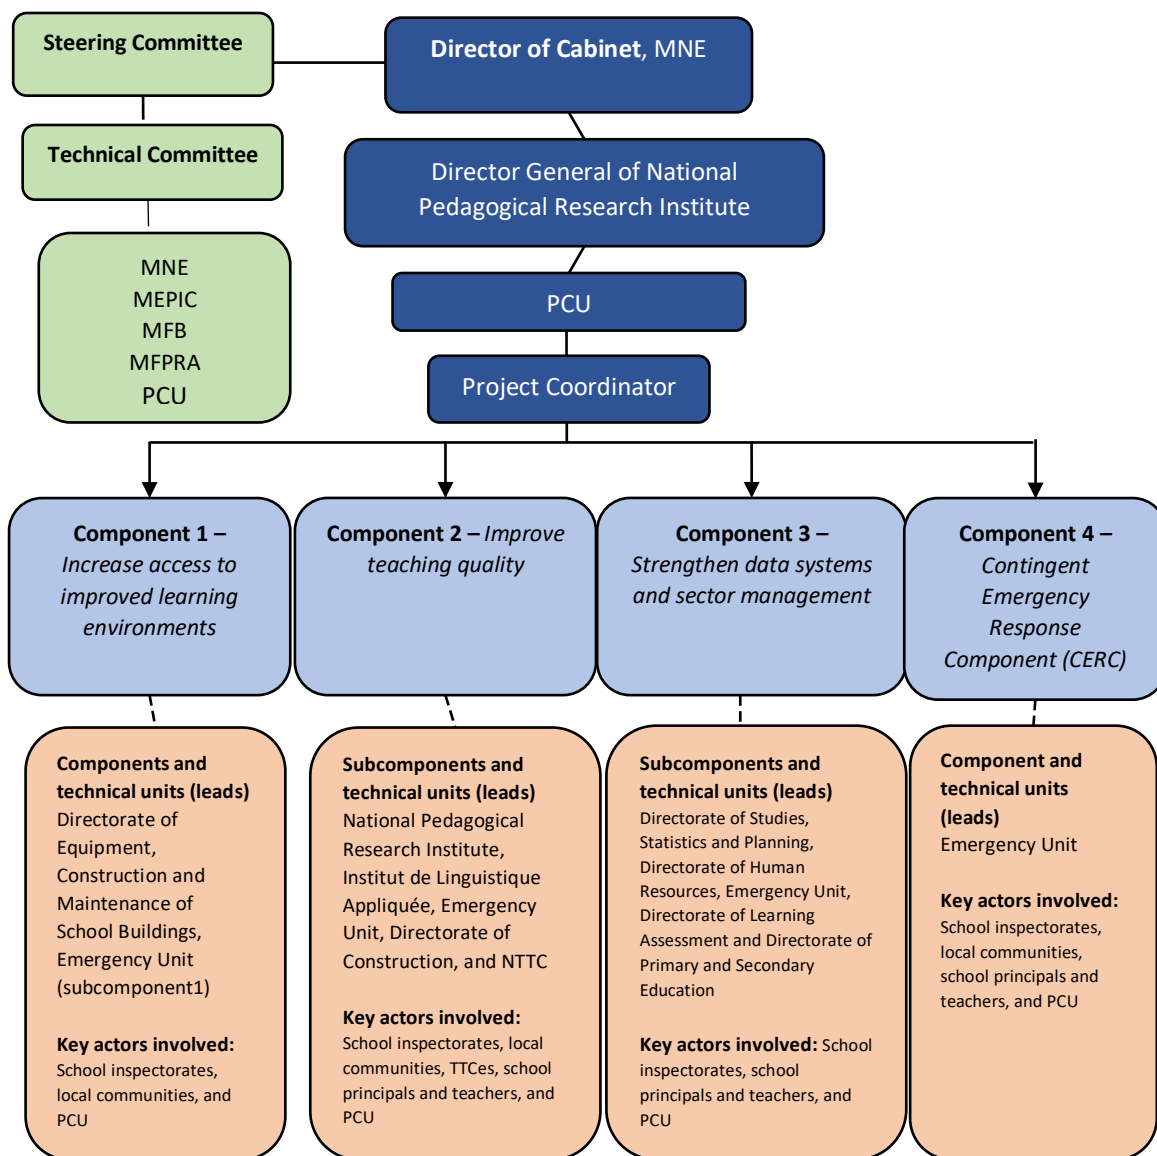 Steering Committee
Director of Cabinet, MNE
Technical Committee
Director General of National
Pedagogical Research Institute
MNE
MEPIC
MFB
MFPRA
PCU
PCU
Project Coordinator
Component 1 –
Increase access to
improved learning
environments
Component 2 – Improve
teaching quality
Component 3 –
Strengthen data systems
and sector management
Component 4 –
Contingent
Emergency
Response
Component (CERC)
Components and
technical units (leads)
Directorate of
Equipment,
Construction and
Maintenance of
School Buildings,
Emergency Unit
(subcomponent1)
Key actors involved:
School inspectorates,
local communities, and
PCU
Subcomponents and
technical units (leads)
National Pedagogical
Research Institute,
Institut de Linguistique
Appliquée, Emergency
Unit, Directorate of
Construction, and NTTC
Key actors involved:
School inspectorates, local
communities, TTCes, school
principals and teachers, and
PCU
Subcomponents and
technical units (leads)
Directorate of Studies,
Statistics and Planning,
Directorate of Human
Resources, Emergency Unit,
Directorate of Learning
Assessment and Directorate of
Primary and Secondary
Education
Key actors involved: School
inspectorates, school
principals and teachers, and
PCU
Component and
technical units
(leads)
Emergency Unit
Key actors involved:
School inspectorates,
local communities,
school principals and
teachers, and PCU